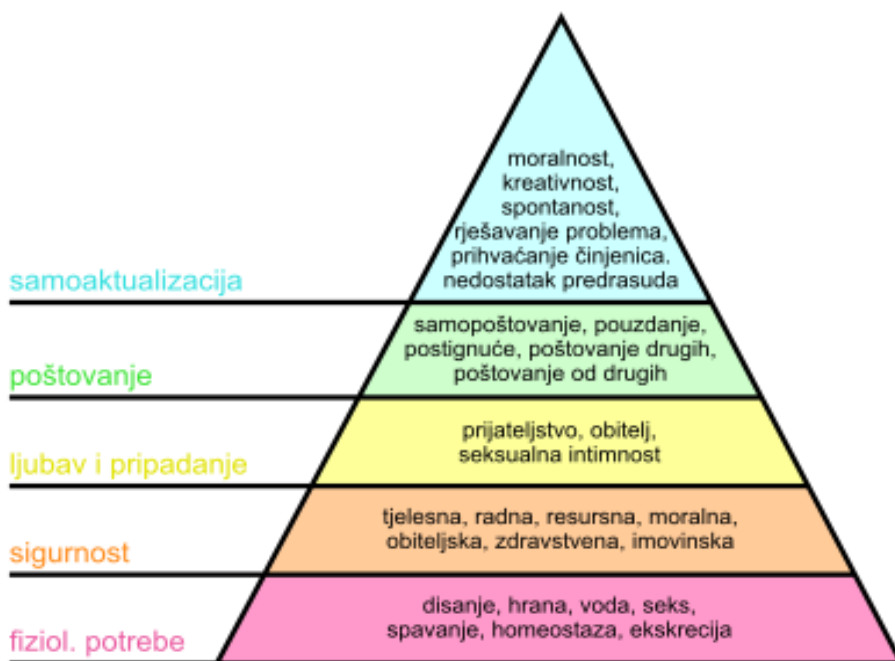 moralnost,
kreativnost,
spontanost,
rješavanje problema,
prihvaćanje činjenica.
nedostatak predrasuda
samoaktualizacija
samopoštovanje, pouzdanje,
postignuće, poštovanje drugih,
poštovanje od drugih
poštovanje
prijateljstvo, obitelj,
seksualna intimnost
ljubav i pripadanje
tjelesna, radna, resursna, moralna,
obiteljska, zdravstvena, imovinska
sigurnost
disanje, hrana, voda, seks,
spavanje, homeostaza, ekskrecija
fiziol. potrebe